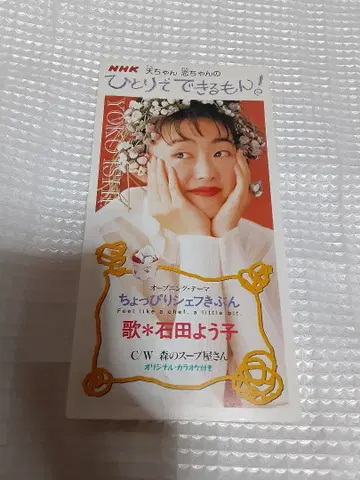 NHK 天ちゃん 恋ちゃんの
ひとりでできるもん!
YOKO ISHIDA
オープニング・テーマ
ちょっぴりシェフきぶん
Feel like a chef, a little bit.
歌*石田よう子
C/W 森のスープ屋さん
オリジナル・カラオケ付き